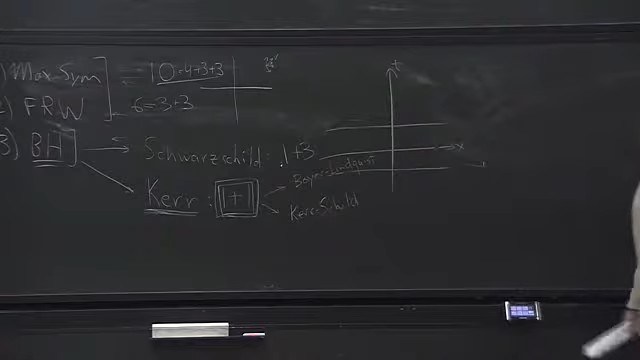 1) Max-Sym = 10=4+3+3
2) FRW 6=3+3
3) BH → Schwarzschild: 1+3
Kerr: 1+1
Boyer-Lindquist
Kerr-Schild
t
x